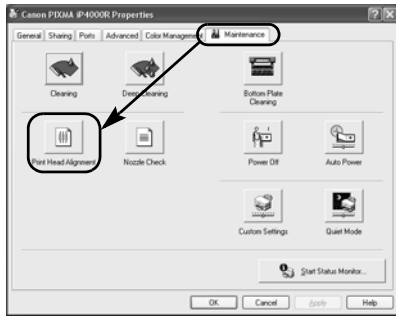 Canon PIXMA iP4000R Properties
General Sharing Ports Advanced Color Management Maintenance
Cleaning Deep Cleaning Bottom Plate
Cleaning
Print Head Alignment Nozzle Check Power Off Auto Power
Custom Settings Quiet Mode
Start Status Monitor...
OK Cancel Apply Help